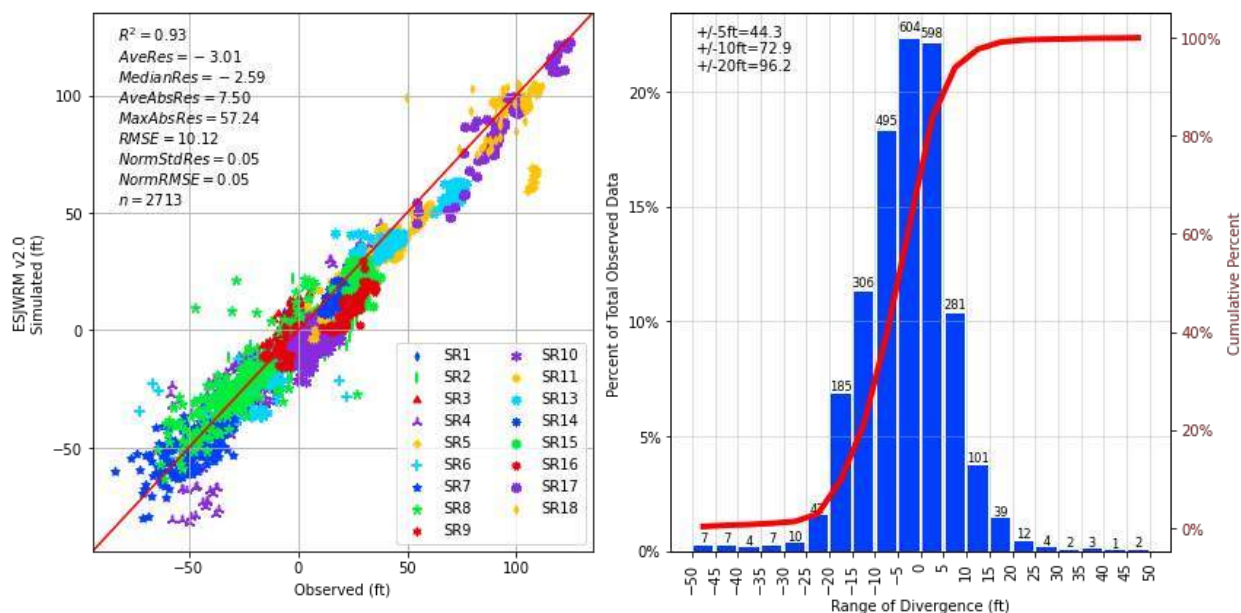 R² = 0.93
AveRes = − 3.01
MedianRes = − 2.59
AveAbsRes = 7.50
MaxAbsRes = 57.24
RMSE = 10.12
NormStdRes = 0.05
NormRMSE = 0.05
n = 2713
100
50
0
−50
ESJWRM v2.0
Simulated (ft)
−50 0 50 100
Observed (ft)
SR1 SR10
SR2 SR11
SR3 SR13
SR4 SR14
SR5 SR15
SR6 SR16
SR7 SR17
SR8 SR18
SR9
+/-5ft=44.3
+/-10ft=72.9
+/-20ft=96.2
20%
15%
10%
5%
0%
Percent of Total Observed Data
7 7 4 7 10 185 306 495 604 598 281 101 39 12 4 2 3 1 2
100%
80%
60%
40%
20%
0%
Cumulative Percent
-50 -45 -40 -35 -30 -25 -20 -15 -10 -5 0 5 10 15 20 25 30 35 40 45 50
Range of Divergence (ft)